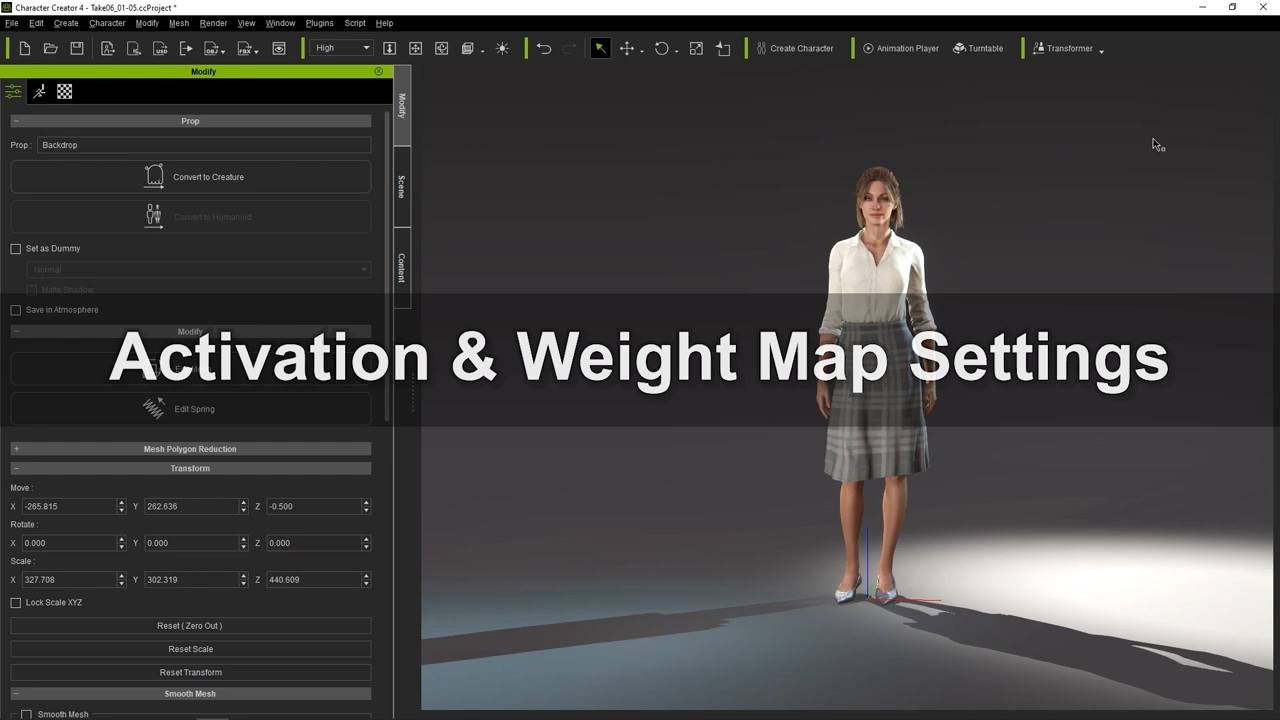 Character Creator 4 - Take06_01-05.ccProject *
File Edit Create Character Modify Mesh Render View Window Plugins Script Help
High Create Character Animation Player Turntable Transformer
Modify
Prop
Prop : Backdrop
Convert to Creature
Convert to Humanoid
Set as Dummy
Normal
Matte Shadow
Save in Atmosphere
Modify
Activation & Weight Map Settings
Edit Spring
Mesh Polygon Reduction
Transform
Move :
X -265.815 Y 262.636 Z -0.500
Rotate :
X 0.000 Y 0.000 Z 0.000
Scale :
X 327.708 Y 302.319 Z 440.609
Lock Scale XYZ
Reset ( Zero Out )
Reset Scale
Reset Transform
Smooth Mesh
Smooth Mesh
Modify
Scene
Content